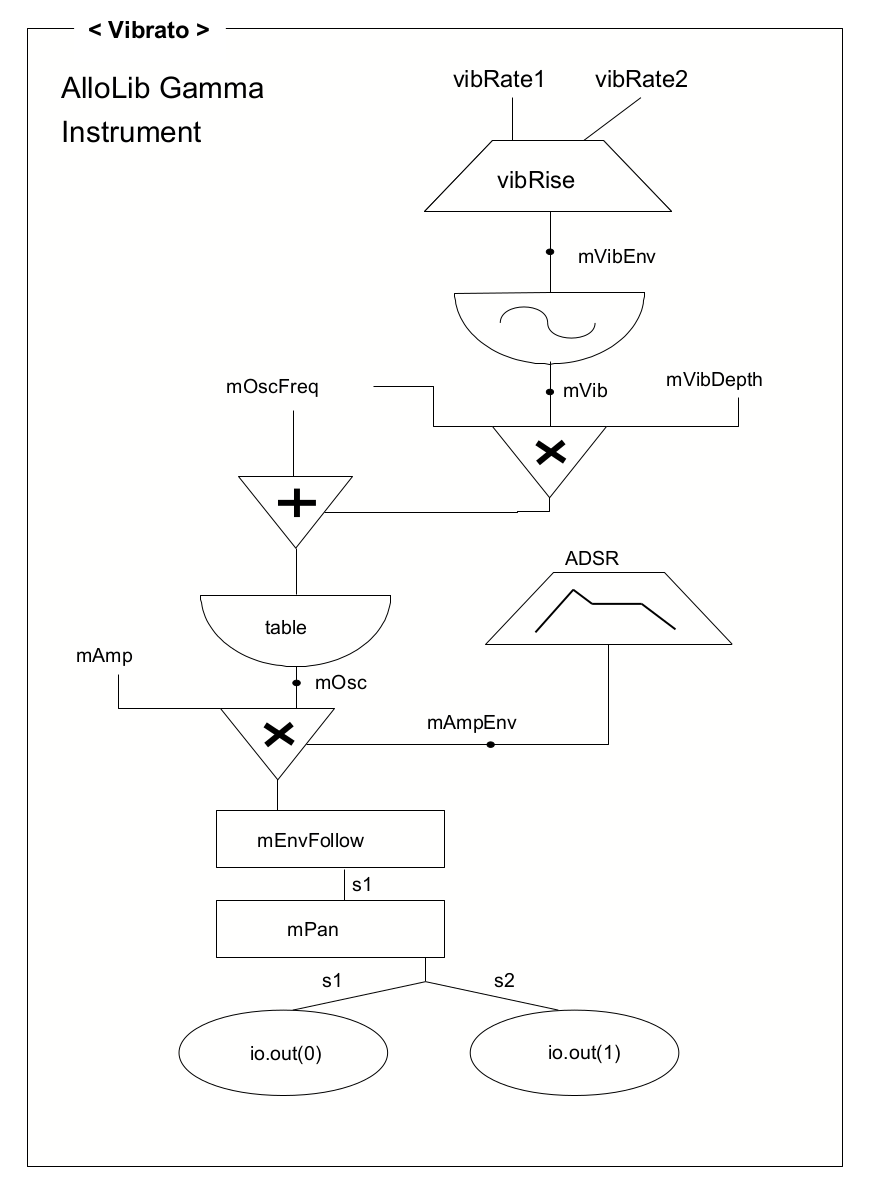 < Vibrato >
AlloLib Gamma
Instrument
vibRate1
vibRate2
vibRise
mVibEnv
mOscFreq
mVib
mVibDepth
×
+
ADSR
table
mAmp
mOsc
×
mAmpEnv
mEnvFollow
s1
mPan
s1
s2
io.out(0)
io.out(1)